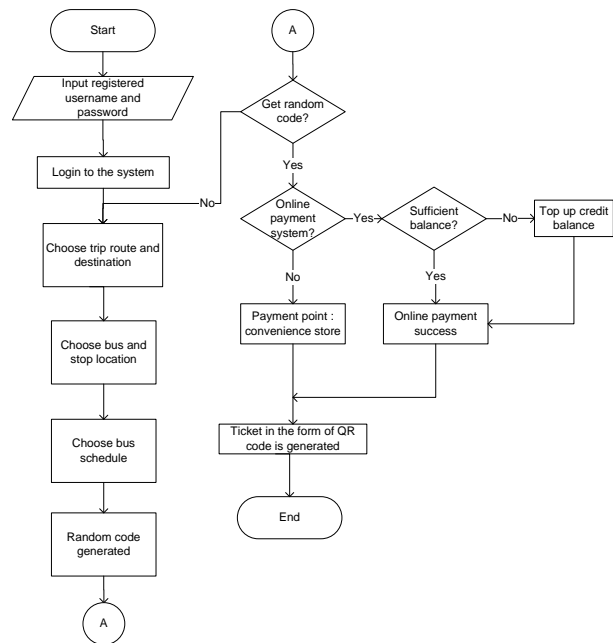 Start
Input registered
username and
password
Login to the system
Choose trip route and
destination
Choose bus and
stop location
Choose bus
schedule
Random code
generated
A
A
Get random
code?
No
Yes
Online
payment
system?
Yes
Sufficient
balance?
No
Top up credit
balance
No
Yes
Payment point :
convenience store
Online payment
success
Ticket in the form of QR
code is generated
End